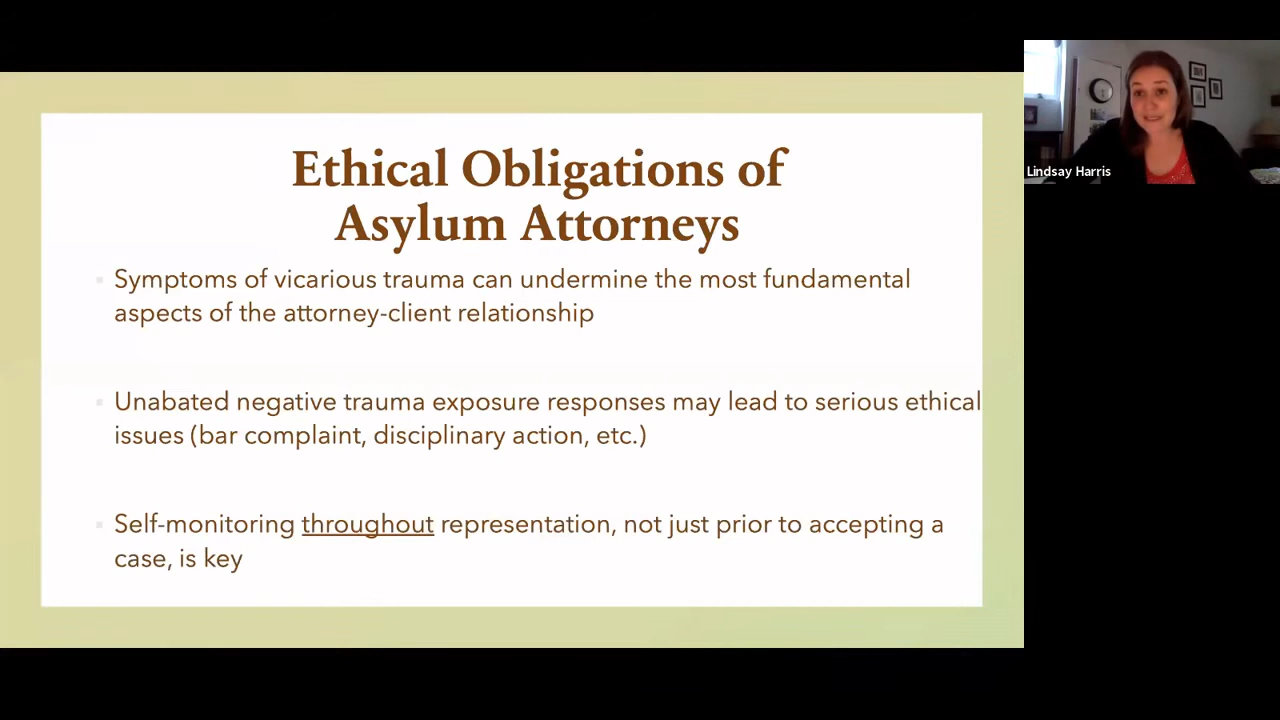 Ethical Obligations of
Asylum Attorneys
Symptoms of vicarious trauma can undermine the most fundamental
aspects of the attorney-client relationship
Unabated negative trauma exposure responses may lead to serious ethical
issues (bar complaint, disciplinary action, etc.)
Self-monitoring throughout representation, not just prior to accepting a
case, is key
Lindsay Harris